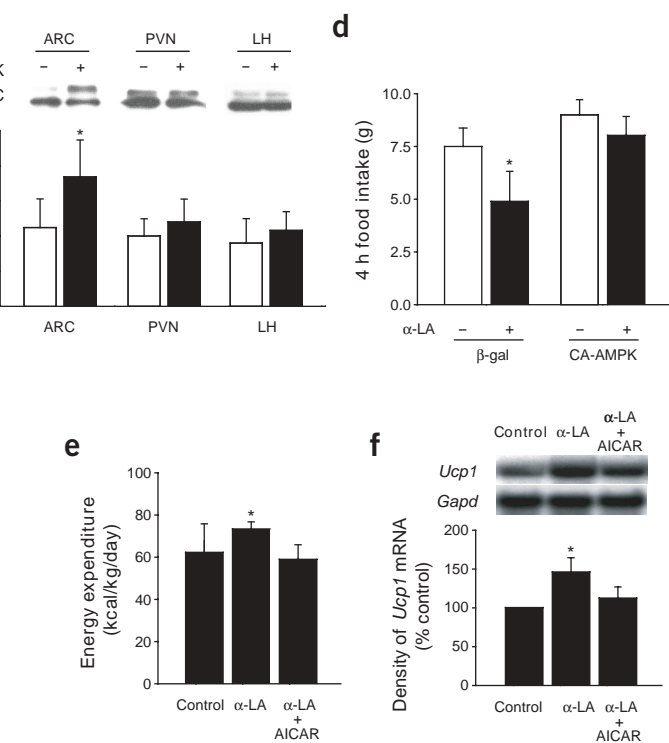 ARC PVN LH
– + – + – +
K
C
*
ARC PVN LH
d
4 h food intake (g)
10.0
7.5
5.0
2.5
0.0
*
α-LA – + – +
β-gal CA-AMPK
e
Energy expenditure
(kcal/kg/day)
100
80
60
40
20
0
*
Control α-LA α-LA
+
AICAR
f
Control α-LA α-LA
+
AICAR
Ucp1
Gapd
Density of Ucp1 mRNA
(% control)
200
150
100
50
0
*
Control α-LA α-LA
+
AICAR